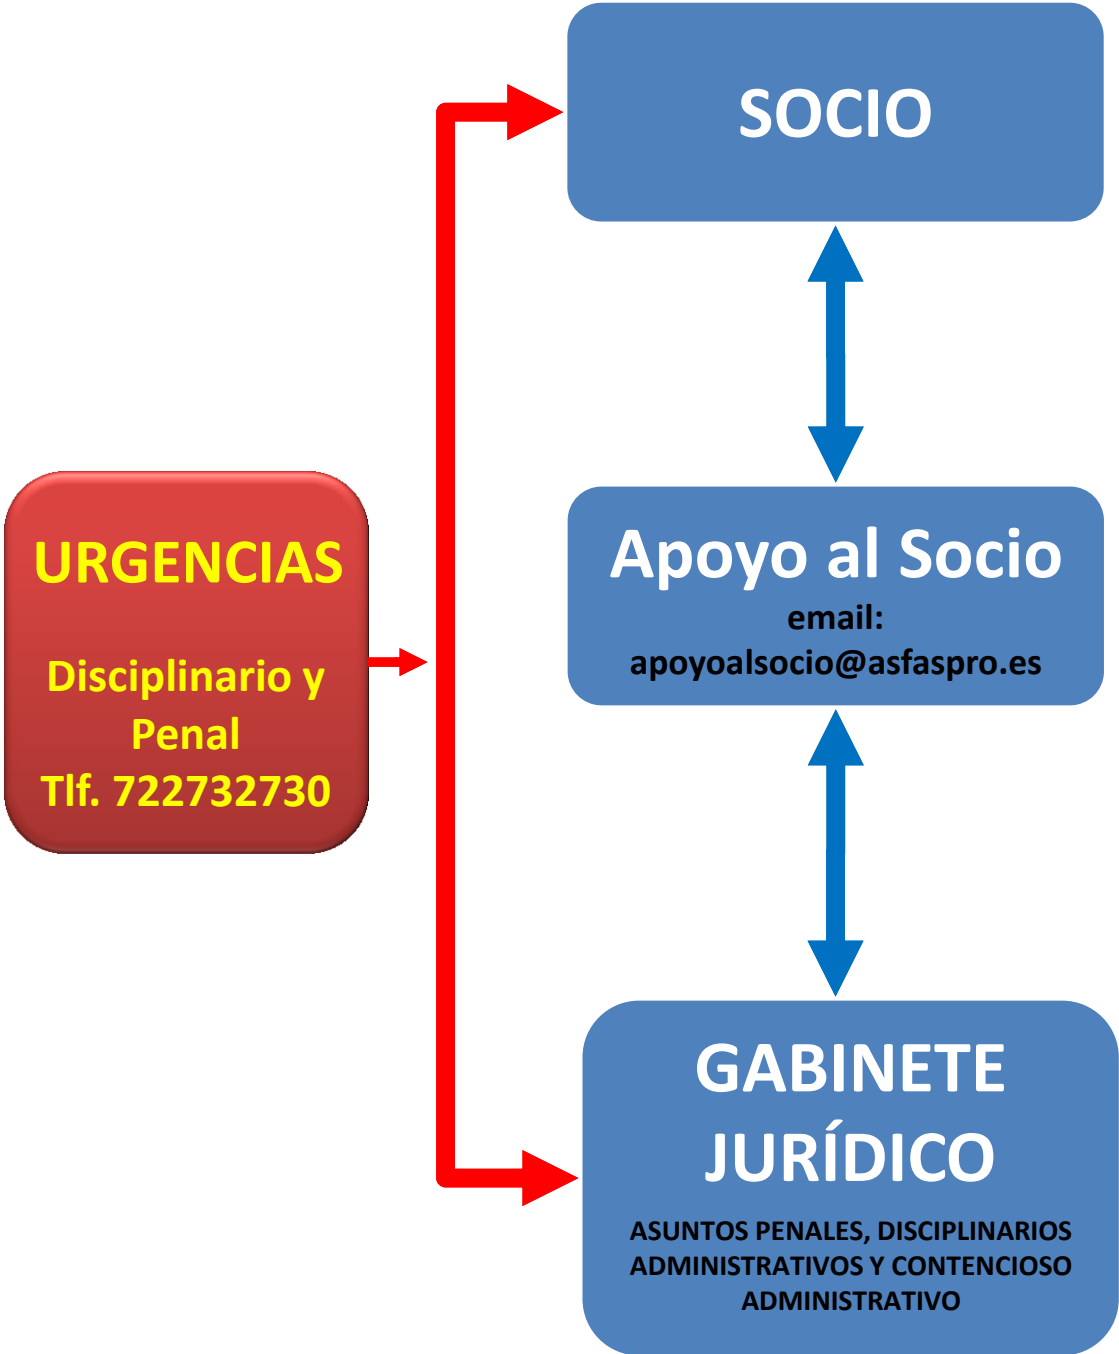 SOCIO
URGENCIAS
Disciplinario y
Penal
Tlf. 722732730
Apoyo al Socio
email:
apoyoalsocio@asfaspro.es
GABINETE
JURÍDICO
ASUNTOS PENALES, DISCIPLINARIOS
ADMINISTRATIVOS Y CONTENCIOSO
ADMINISTRATIVO